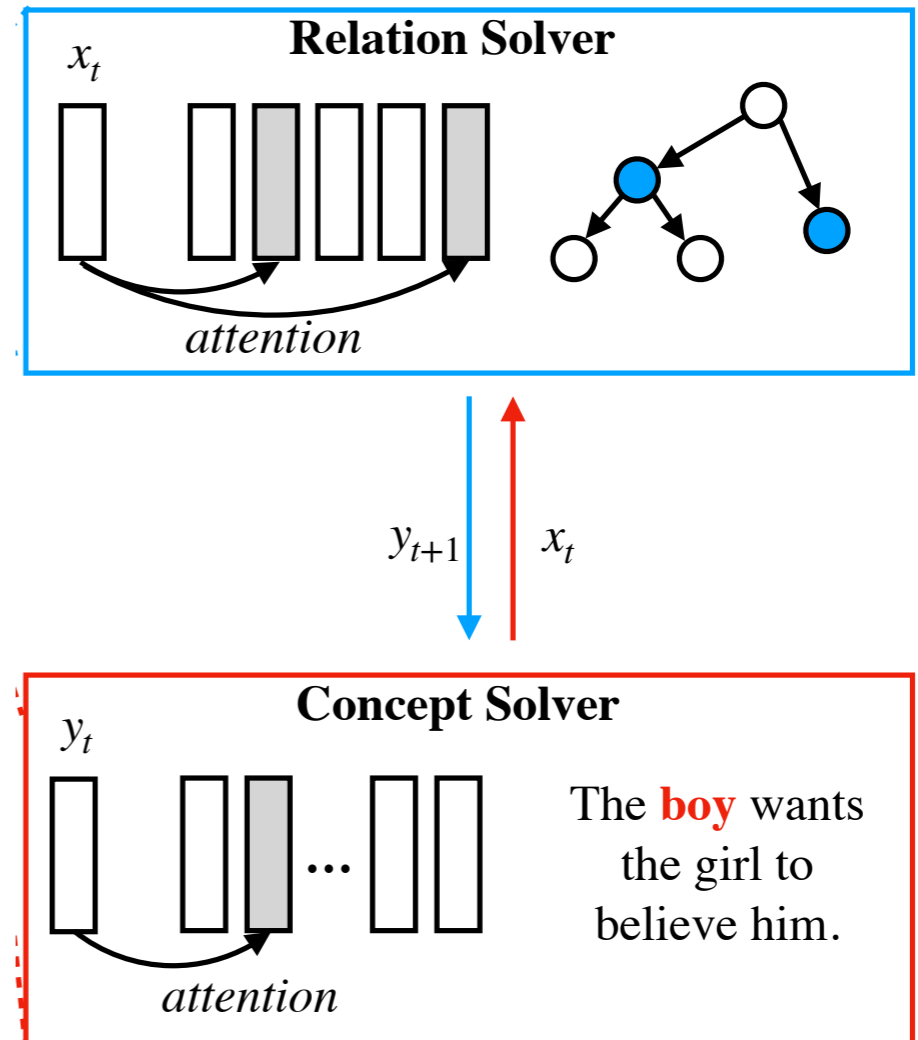 Relation Solver
x_t
attention
y_{t+1}
x_t
Concept Solver
y_t
...
The boy wants
the girl to
believe him.
attention